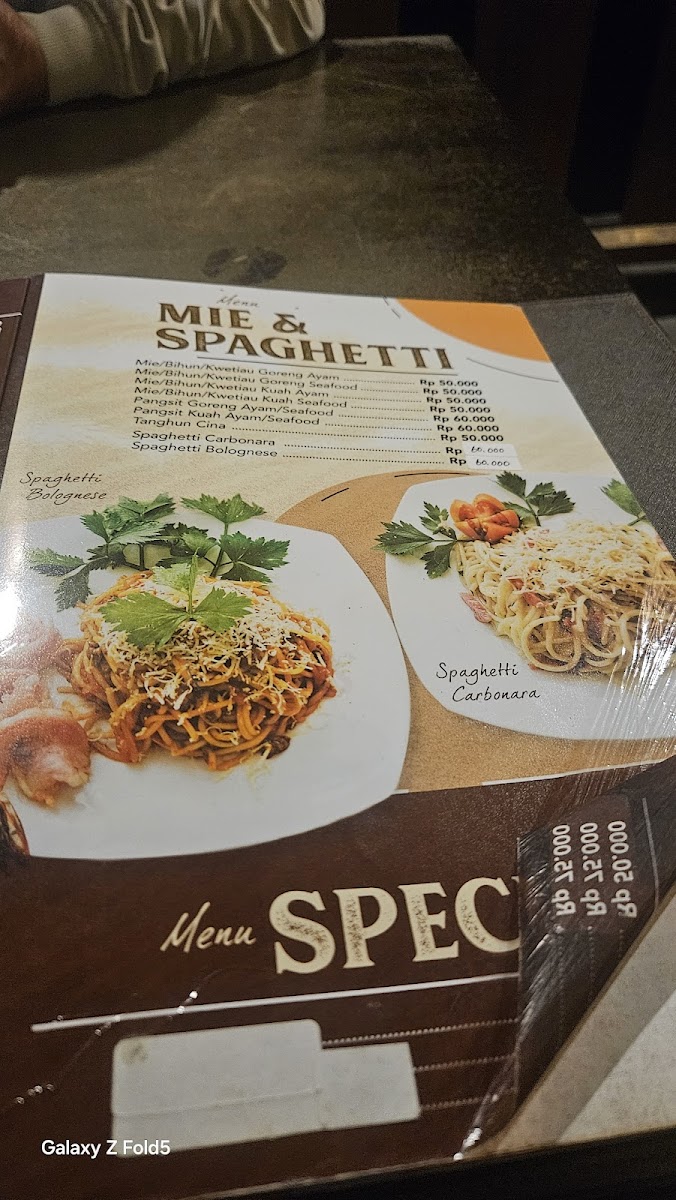 Menu
MIE &
SPAGHETTI
Mie/Bihun/Kwetiau Goreng Ayam ........ Rp 50.000
Mie/Bihun/Kwetiau Goreng Seafood ........ Rp 50.000
Mie/Bihun/Kwetiau Kuah Ayam ........ Rp 50.000
Mie/Bihun/Kwetiau Kuah Seafood ........ Rp 50.000
Pangsit Goreng Ayam/Seafood ........ Rp 60.000
Pangsit Kuah Ayam/Seafood ........ Rp 60.000
Tanghun Cina ........ Rp 50.000
Spaghetti Carbonara ........ Rp 60.000
Spaghetti Bolognese ........ Rp 60.000
Spaghetti
Bolognese
Spaghetti
Carbonara
Menu SPEC
Rp 75.000
Rp 75.000
Rp 50.000
Galaxy Z Fold5